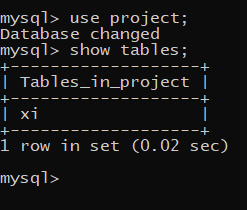 mysql> use project;
Database changed
mysql> show tables;
+-------------------+
| Tables_in_project |
+-------------------+
| xi                |
+-------------------+
1 row in set (0.02 sec)
mysql>